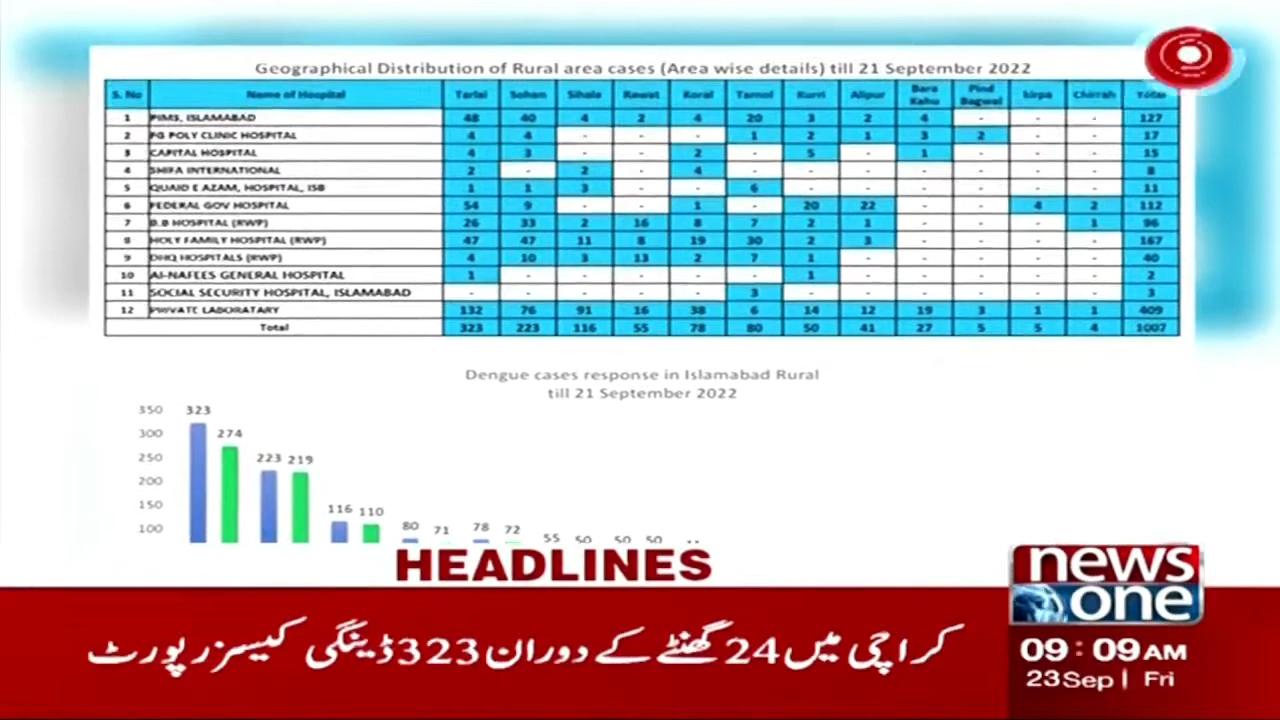 Geographical Distribution of Rural area cases (Area wise details) till 21 September 2022
S. No Name of Hospital Tarlai Sohan Sihala Rawat Koral Tarnol Kurri Alipur Bara Kahu Pind Bagwal kirpa Chirrah Total
1 PIMS, ISLAMABAD 48 40 4 2 4 20 3 2 4 - - - 127
2 FG POLY CLINIC HOSPITAL 4 4 - - - 1 2 1 3 2 - - 17
3 CAPITAL HOSPITAL 4 3 - - 2 - 5 - 1 - - - 15
4 SHIFA INTERNATIONAL 2 - 2 - 4 - - - - - - - 8
5 QUAID E AZAM, HOSPITAL, ISB 1 1 3 - - 6 - - - - - - 11
6 FEDERAL GOV HOSPITAL 54 9 - - 1 - 20 22 - - 4 2 112
7 B.B HOSPITAL (RWP) 26 33 2 16 8 7 2 1 - - - 1 96
8 HOLY FAMILY HOSPITAL (RWP) 47 47 11 8 19 30 2 3 - - - - 167
9 DHQ HOSPITALS (RWP) 4 10 3 13 2 7 1 - - - - - 40
10 Al-NAFEES GENERAL HOSPITAL 1 - - - - - 1 - - - - - 2
11 SOCIAL SECURITY HOSPITAL, ISLAMABAD - - - - - 3 - - - - - - 3
12 PRIVATE LABORATARY 132 76 91 16 38 6 14 12 19 3 1 1 409
Total 323 223 116 55 78 80 50 41 27 5 5 4 1007
Dengue cases response in Islamabad Rural
till 21 September 2022
350 323
300 274
250 223 219
200
150 116 110
100 80 71 78 72 55 50 50 50
HEADLINES
news one
کراچی میں 24 گھنٹے کے دوران 323 ڈینگی کیسز رپورٹ
09:09 AM
23 Sep | Fri